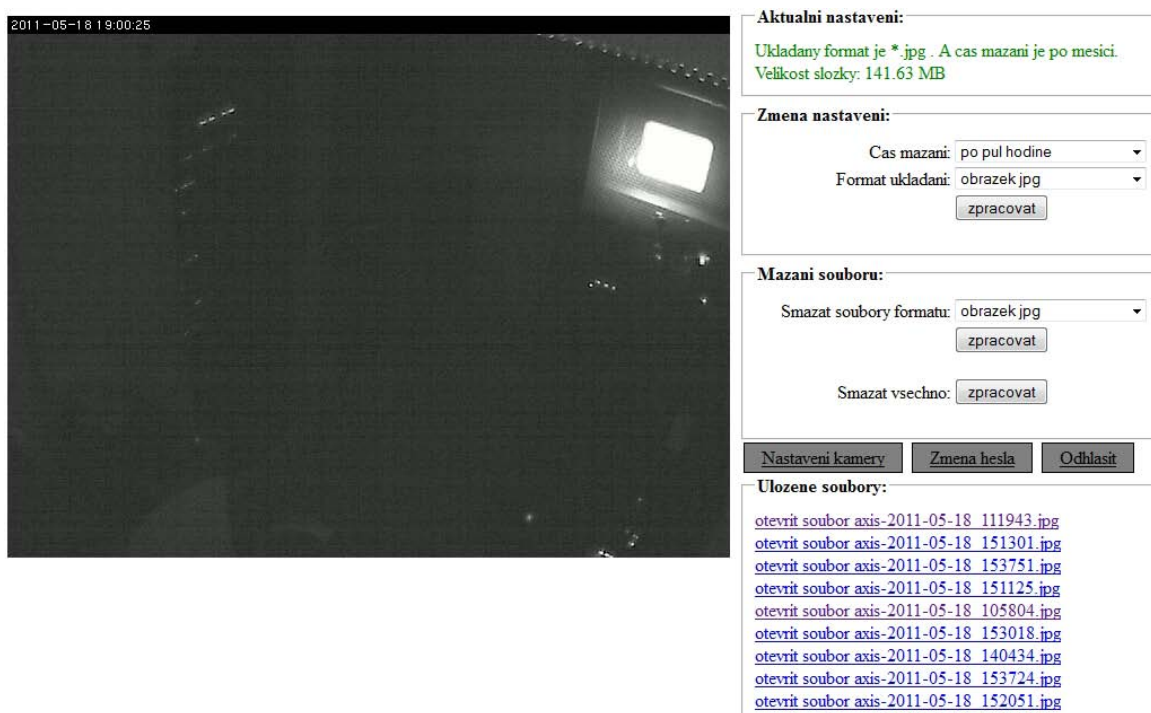 2011-05-18 19:00:25
Aktualni nastaveni:
Ukladany format je *.jpg . A cas mazani je po mesici.
Velikost slozky: 141.63 MB
Zmena nastaveni:
Cas mazani: po pul hodine
Format ukladani: obrazek jpg
zpracovat
Mazani souboru:
Smazat soubory formatu: obrazek jpg
zpracovat
Smazat vsechno: zpracovat
Nastaveni kamery Zmena hesla Odhlasit
Ulozene soubory:
otevrit soubor axis-2011-05-18_111943.jpg
otevrit soubor axis-2011-05-18_151301.jpg
otevrit soubor axis-2011-05-18_153751.jpg
otevrit soubor axis-2011-05-18_151125.jpg
otevrit soubor axis-2011-05-18_105804.jpg
otevrit soubor axis-2011-05-18_153018.jpg
otevrit soubor axis-2011-05-18_140434.jpg
otevrit soubor axis-2011-05-18_153724.jpg
otevrit soubor axis-2011-05-18_152051.jpg